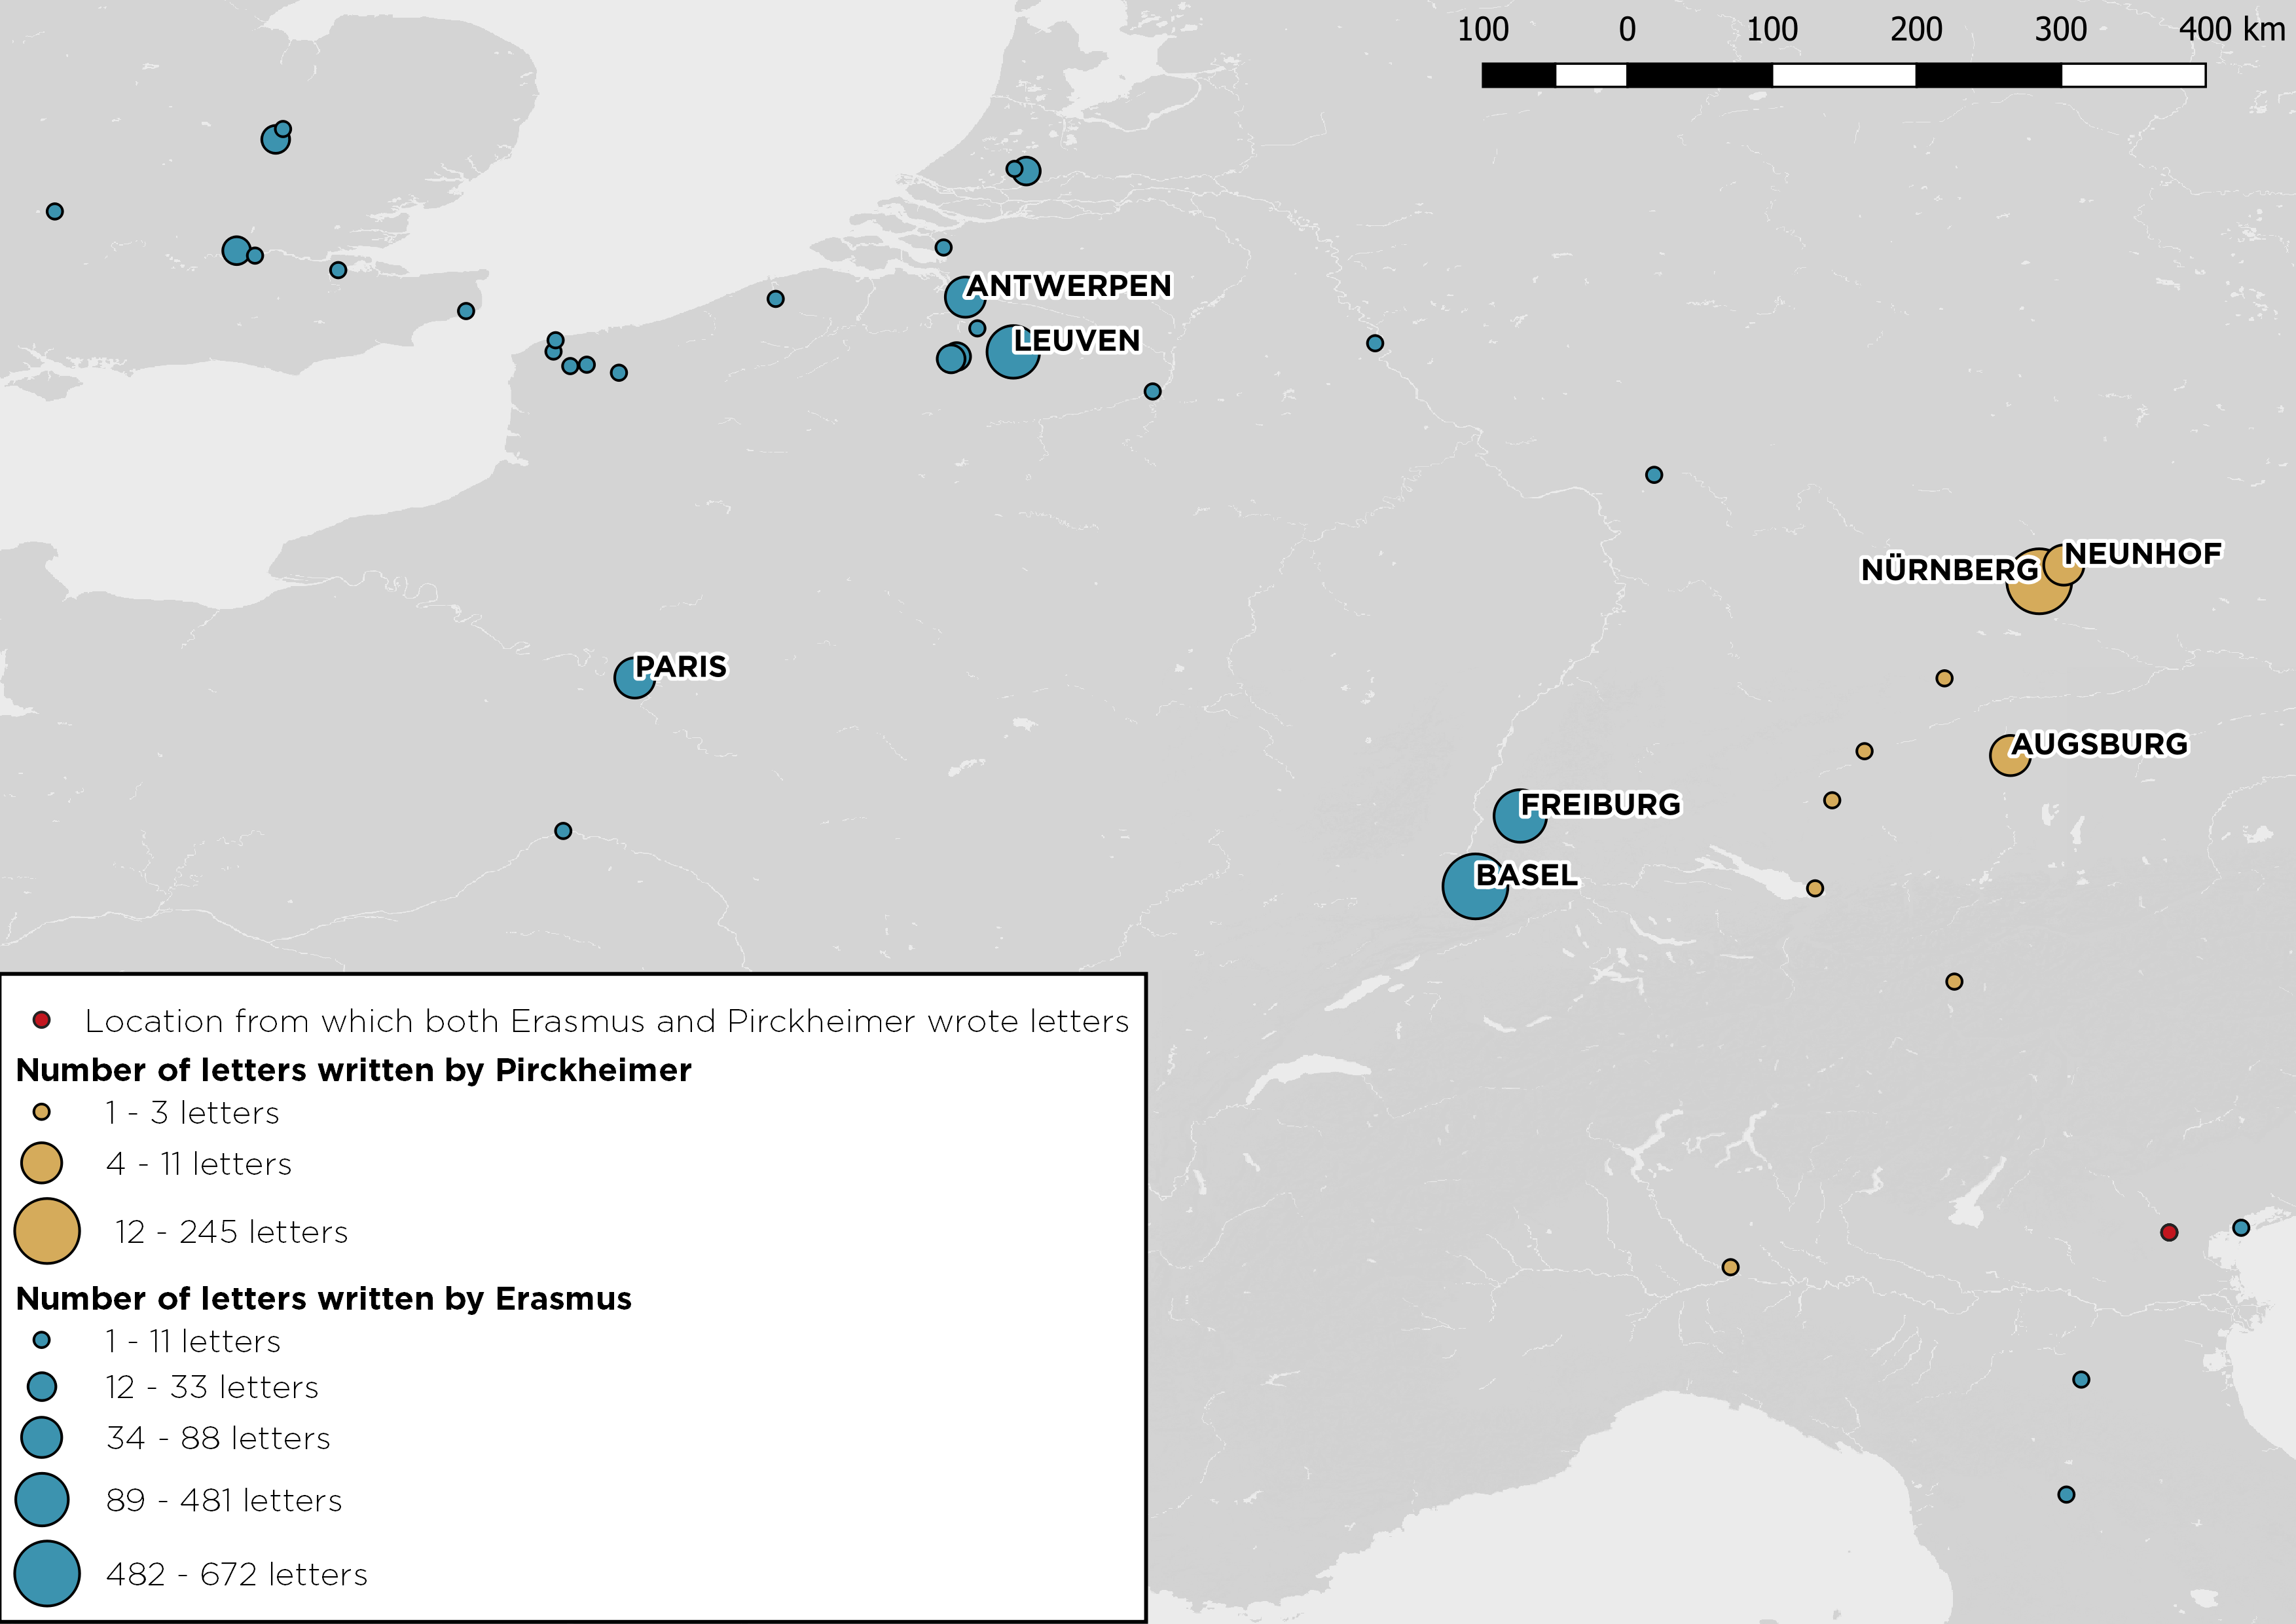 100 0 100 200 300 400 km
ANTWERPEN
LEUVEN
NEUNHOF
NÜRNBERG
PARIS
AUGSBURG
FREIBURG
BASEL
Location from which both Erasmus and Pirckheimer wrote letters
Number of letters written by Pirckheimer
1 - 3 letters
4 - 11 letters
12 - 245 letters
Number of letters written by Erasmus
1 - 11 letters
12 - 33 letters
34 - 88 letters
89 - 481 letters
482 - 672 letters